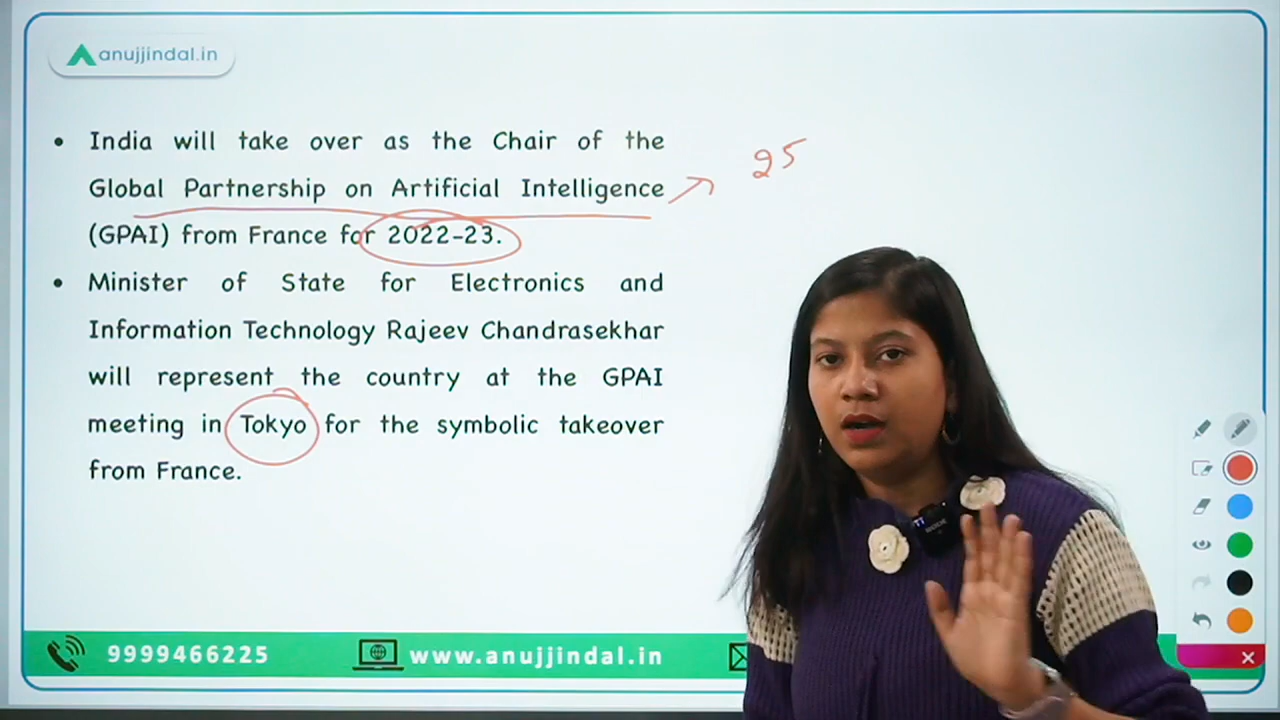 anujjindal.in
• India will take over as the Chair of the
Global Partnership on Artificial Intelligence
(GPAI) from France for 2022-23.
25
• Minister of State for Electronics and
Information Technology Rajeev Chandrasekhar
will represent the country at the GPAI
meeting in Tokyo for the symbolic takeover
from France.
9999466225
www.anujjindal.in